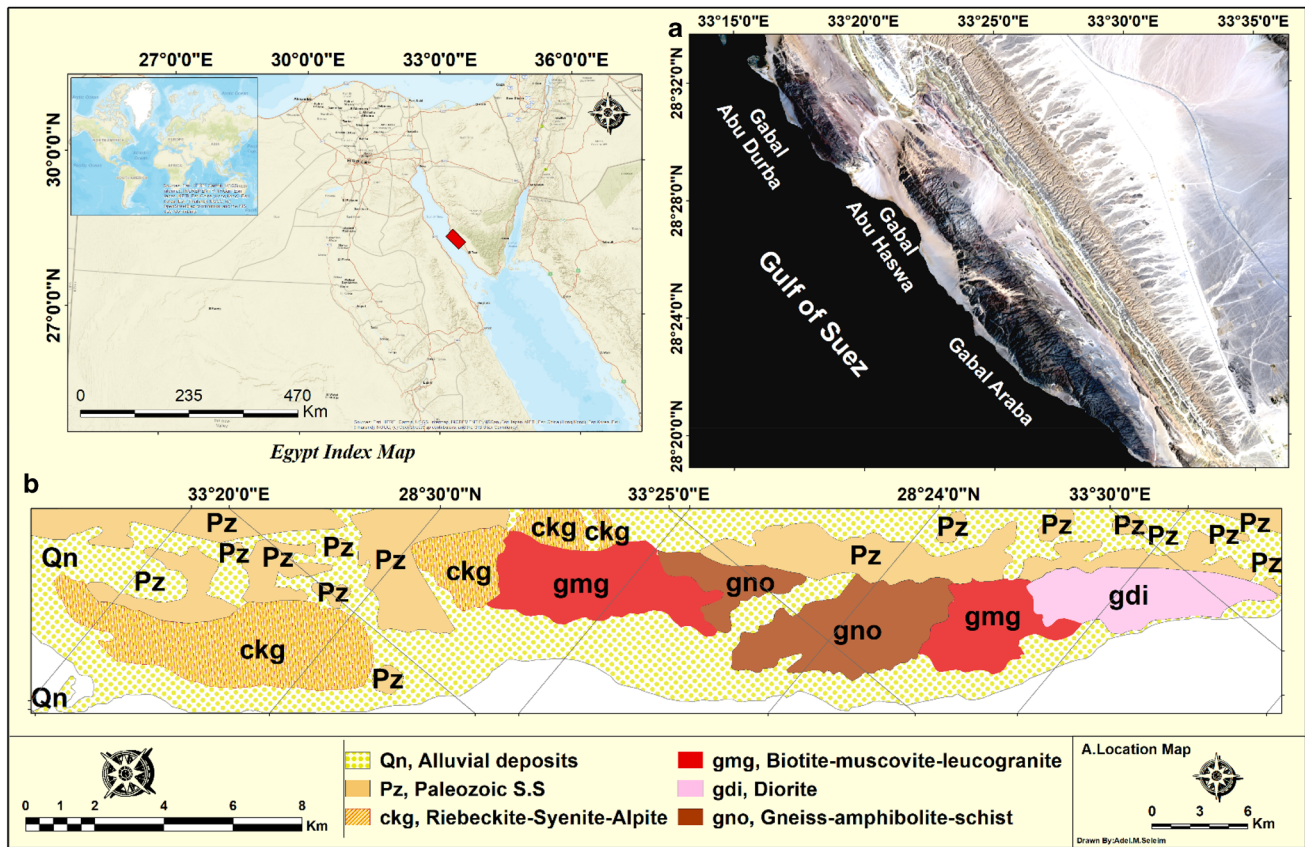 27°0'0"E 30°0'0"E 33°0'0"E 36°0'0"E
30°0'0"N
27°0'0"N
0 235 470
Km
Egypt Index Map
a
33°15'0"E 33°20'0"E 33°25'0"E 33°30'0"E 33°35'0"E
28°32'0"N
28°28'0"N
28°24'0"N
28°20'0"N
Gabal
Abu Durba
Gabal
Abu Haswa
Gulf of Suez
Gabal Araba
b
33°20'0"E 28°30'0"E 33°25'0"E 28°24'0"N 33°30'0"E
Pz ckg ckg Pz Pz Pz Pz Pz Pz
Qn Pz Pz Pz Pz Pz Pz Pz
Pz Pz ckg gmg gno gdi
ckg gno gmg
Qn Pz
Qn, Alluvial deposits
Pz, Paleozoic S.S
ckg, Riebeckite-Syenite-Alpite
gmg, Biotite-muscovite-leucogranite
gdi, Diorite
gno, Gneiss-amphibolite-schist
0 1 2 4 6 8
Km
A.Location Map
0 3 6
Km
Drawn By:Adel.M.Seleim